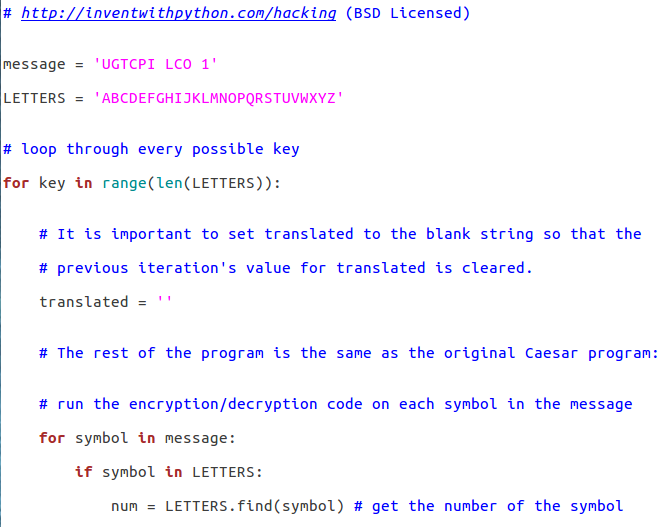 # http://inventwithpython.com/hacking (BSD Licensed)
message = 'UGTCPI LCO 1'
LETTERS = 'ABCDEFGHIJKLMNOPQRSTUVWXYZ'
# loop through every possible key
for key in range(len(LETTERS)):
    # It is important to set translated to the blank string so that the
    # previous iteration's value for translated is cleared.
    translated = ''
    # The rest of the program is the same as the original Caesar program:
    # run the encryption/decryption code on each symbol in the message
    for symbol in message:
        if symbol in LETTERS:
            num = LETTERS.find(symbol) # get the number of the symbol